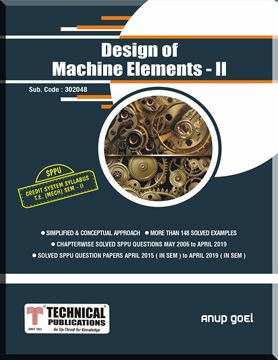 Design of
Machine Elements - II
Sub. Code : 302048
SPPU
CREDIT SYSTEM SYLLABUS
T.E. (MECH) SEM - II
• SIMPLIFIED & CONCEPTUAL APPROACH • MORE THAN 148 SOLVED EXAMPLES
• CHAPTERWISE SOLVED SPPU QUESTIONS MAY 2006 to APRIL 2019
• SOLVED SPPU QUESTION PAPERS APRIL 2015 ( IN SEM ) to APRIL 2019 ( IN SEM )
TECHNICAL
PUBLICATIONS
SINCE 1993
An Up-Thrust for Knowledge
Anup goel